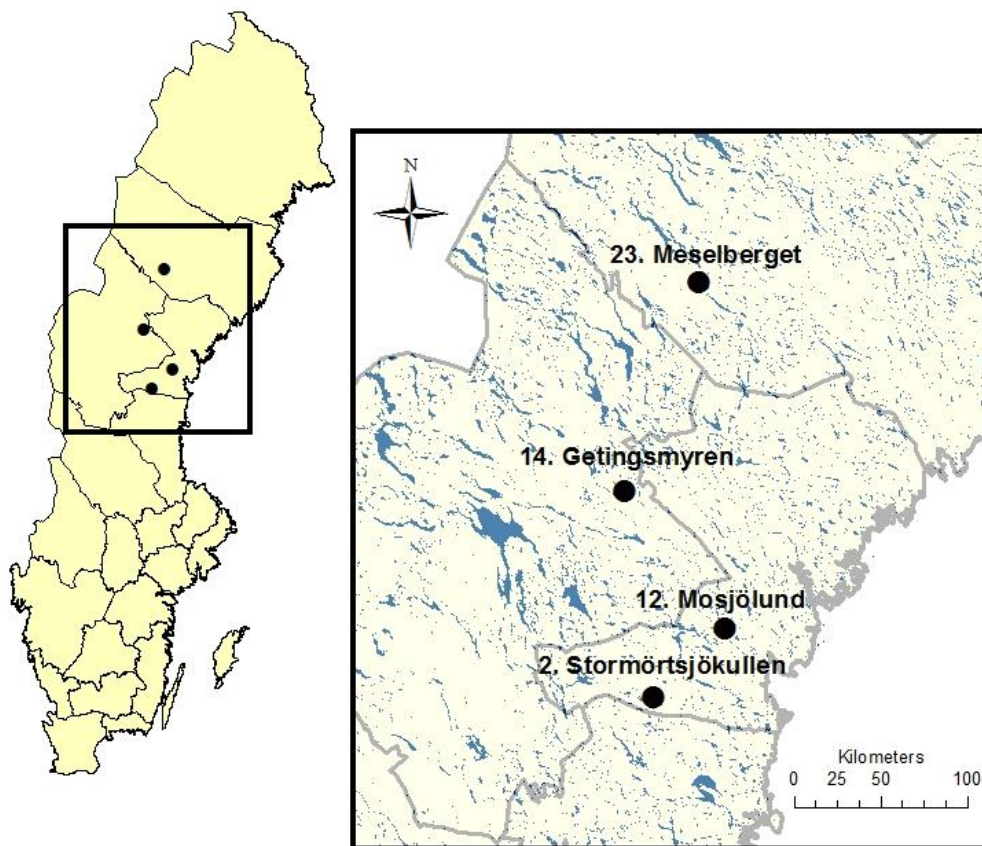 N
23. Meselberget
14. Getingsmyren
12. Mosjölund
2. Stormörtsjökullen
Kilometers
0 25 50 100